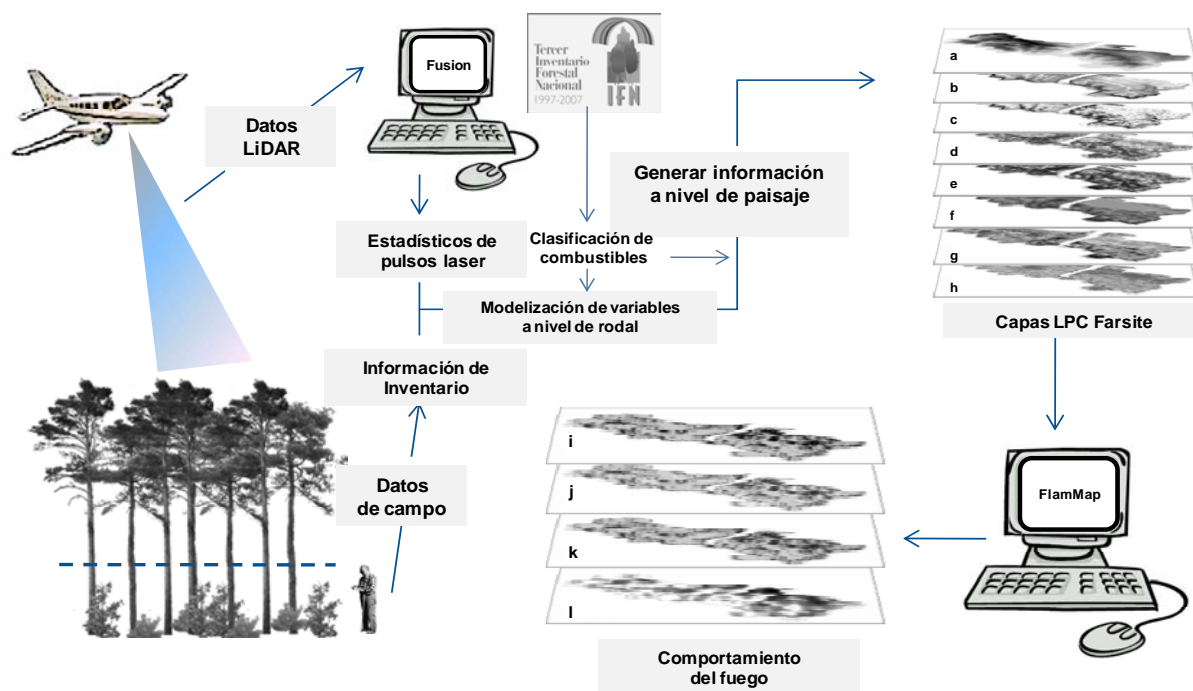 Fusion
Tercer
Inventario
Forestal
Nacional
1997-2007
IFN
Datos
LiDAR
Generar información
a nivel de paisaje
Estadísticos de
pulsos laser
Clasificación de
combustibles
Modelización de variables
a nivel de rodal
Información de
Inventario
Datos
de campo
a
b
c
d
e
f
g
h
Capas LPC Farsite
FlamMap
i
j
k
l
Comportamiento
del fuego